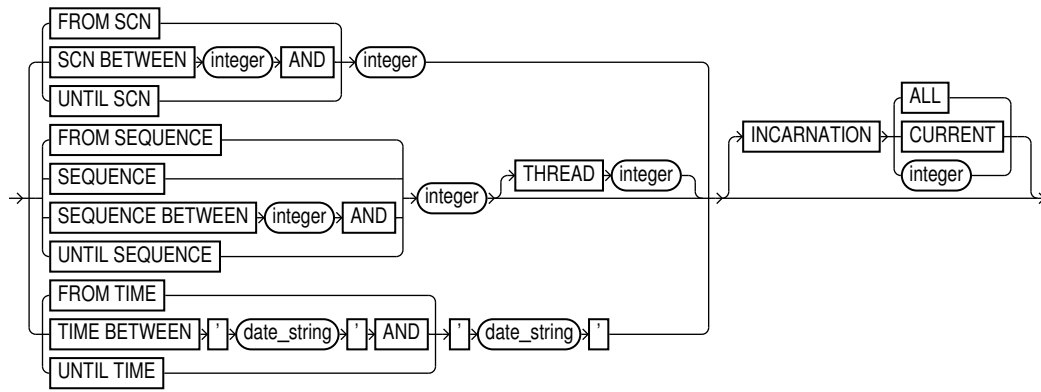 FROM SCN
SCN BETWEEN integer AND integer
UNTIL SCN
FROM SEQUENCE
SEQUENCE
SEQUENCE BETWEEN integer AND integer THREAD integer
UNTIL SEQUENCE
FROM TIME
TIME BETWEEN ' date_string ' AND ' date_string '
UNTIL TIME
ALL
INCARNATION CURRENT
integer